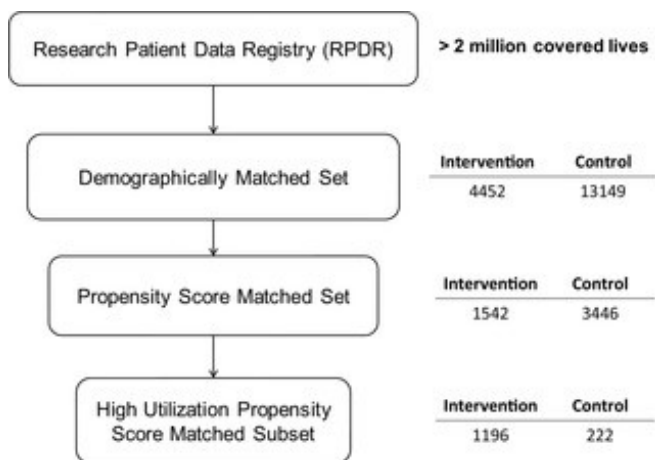 Research Patient Data Registry (RPDR)
> 2 million covered lives
Demographically Matched Set
Intervention Control
4452 13149
Propensity Score Matched Set
Intervention Control
1542 3446
High Utilization Propensity
Score Matched Subset
Intervention Control
1196 222